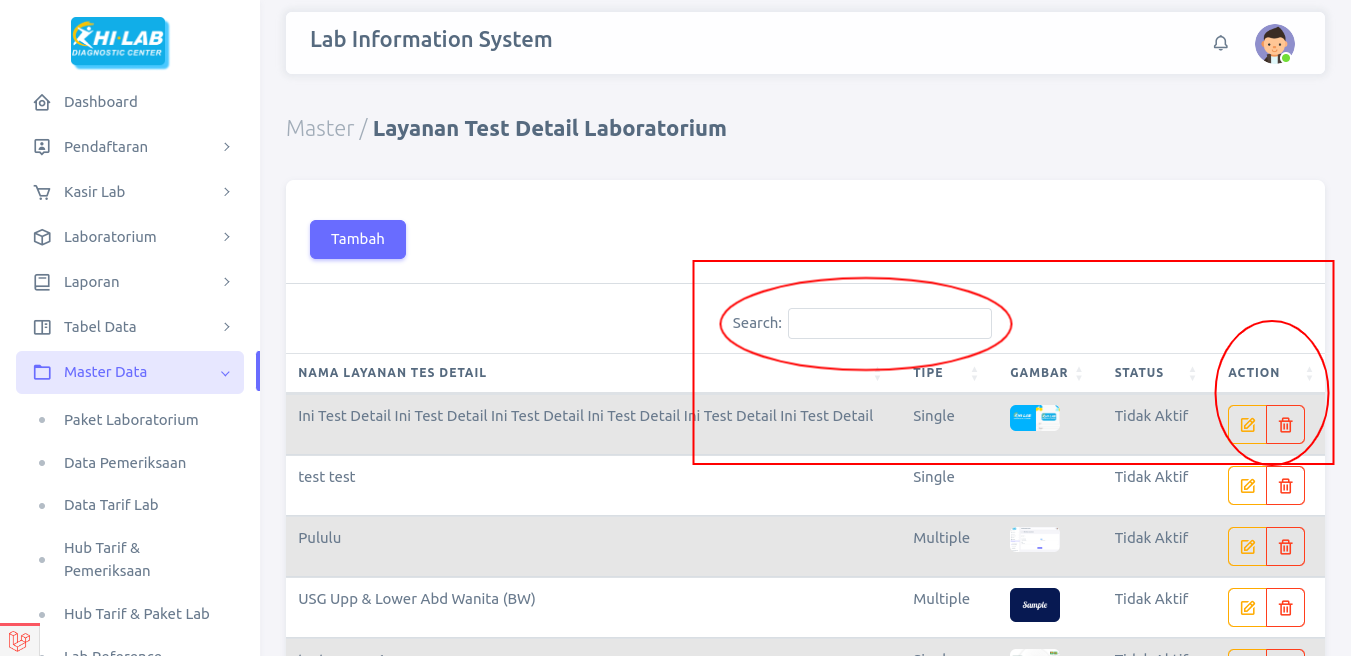 KHI-LAB
DIAGNOSTIC CENTER
Lab Information System
Dashboard
Pendaftaran
Kasir Lab
Laboratorium
Laporan
Tabel Data
Master Data
Paket Laboratorium
Data Pemeriksaan
Data Tarif Lab
Hub Tarif &
Pemeriksaan
Hub Tarif & Paket Lab
Lab Reference
Master / Layanan Test Detail Laboratorium
Tambah
Search:
NAMA LAYANAN TES DETAIL TIPE GAMBAR STATUS ACTION
Ini Test Detail Ini Test Detail Ini Test Detail Ini Test Detail Ini Test Detail Ini Test Detail Single Tidak Aktif
test test Single Tidak Aktif
Pululu Multiple Tidak Aktif
USG Upp & Lower Abd Wanita (BW) Multiple Sample Tidak Aktif